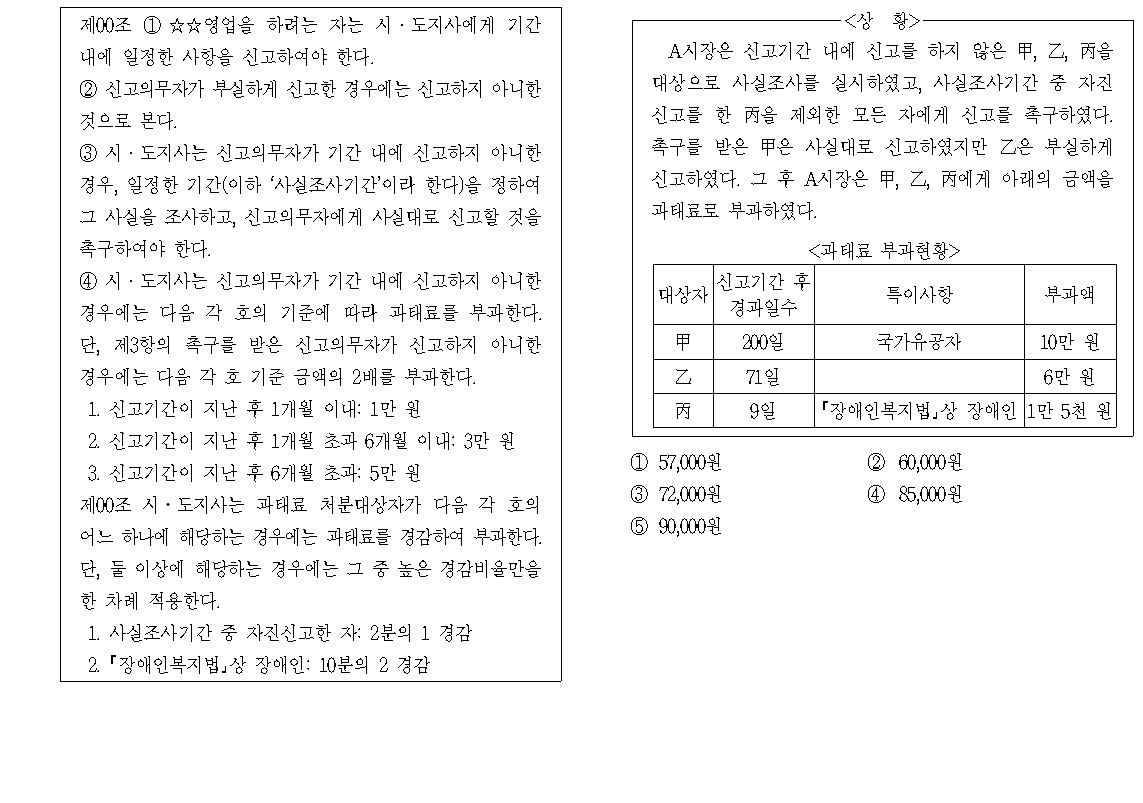 제00조 ① ☆☆영업을 하려는 자는 시·도지사에게 기간
내에 일정한 사항을 신고하여야 한다.
② 신고의무자가 부실하게 신고한 경우에는 신고하지 아니한
것으로 본다.
③ 시·도지사는 신고의무자가 기간 내에 신고하지 아니한
경우, 일정한 기간(이하 ‘사실조사기간’이라 한다)을 정하여
그 사실을 조사하고, 신고의무자에게 사실대로 신고할 것을
촉구하여야 한다.
④ 시·도지사는 신고의무자가 기간 내에 신고하지 아니한
경우에는 다음 각 호의 기준에 따라 과태료를 부과한다.
단, 제3항의 촉구를 받은 신고의무자가 신고하지 아니한
경우에는 다음 각 호 기준 금액의 2배를 부과한다.
1. 신고기간이 지난 후 1개월 이내: 1만 원
2. 신고기간이 지난 후 1개월 초과 6개월 이내: 3만 원
3. 신고기간이 지난 후 6개월 초과: 5만 원
제00조 시·도지사는 과태료 처분대상자가 다음 각 호의
어느 하나에 해당하는 경우에는 과태료를 경감하여 부과한다.
단, 둘 이상에 해당하는 경우에는 그 중 높은 경감비율만을
한 차례 적용한다.
1. 사실조사기간 중 자진신고한 자: 2분의 1 경감
2. 『장애인복지법』상 장애인: 10분의 2 경감
<상 황>
A시장은 신고기간 내에 신고를 하지 않은 甲, 乙, 丙을
대상으로 사실조사를 실시하였고, 사실조사기간 중 자진
신고를 한 丙을 제외한 모든 자에게 신고를 촉구하였다.
촉구를 받은 甲은 사실대로 신고하였지만 乙은 부실하게
신고하였다. 그 후 A시장은 甲, 乙, 丙에게 아래의 금액을
과태료로 부과하였다.
<과태료 부과현황>
대상자 신고기간 후 경과일수 특이사항 부과액
甲 200일 국가유공자 10만 원
乙 71일 6만 원
丙 9일 『장애인복지법』상 장애인 1만 5천 원
① 57,000원 ② 60,000원
③ 72,000원 ④ 85,000원
⑤ 90,000원